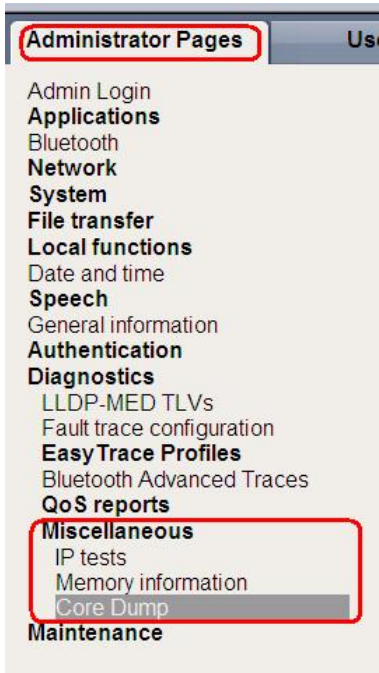 Administrator Pages Us
Admin Login
Applications
Bluetooth
Network
System
File transfer
Local functions
Date and time
Speech
General information
Authentication
Diagnostics
LLDP-MED TLVs
Fault trace configuration
EasyTrace Profiles
Bluetooth Advanced Traces
QoS reports
Miscellaneous
IP tests
Memory information
Core Dump
Maintenance